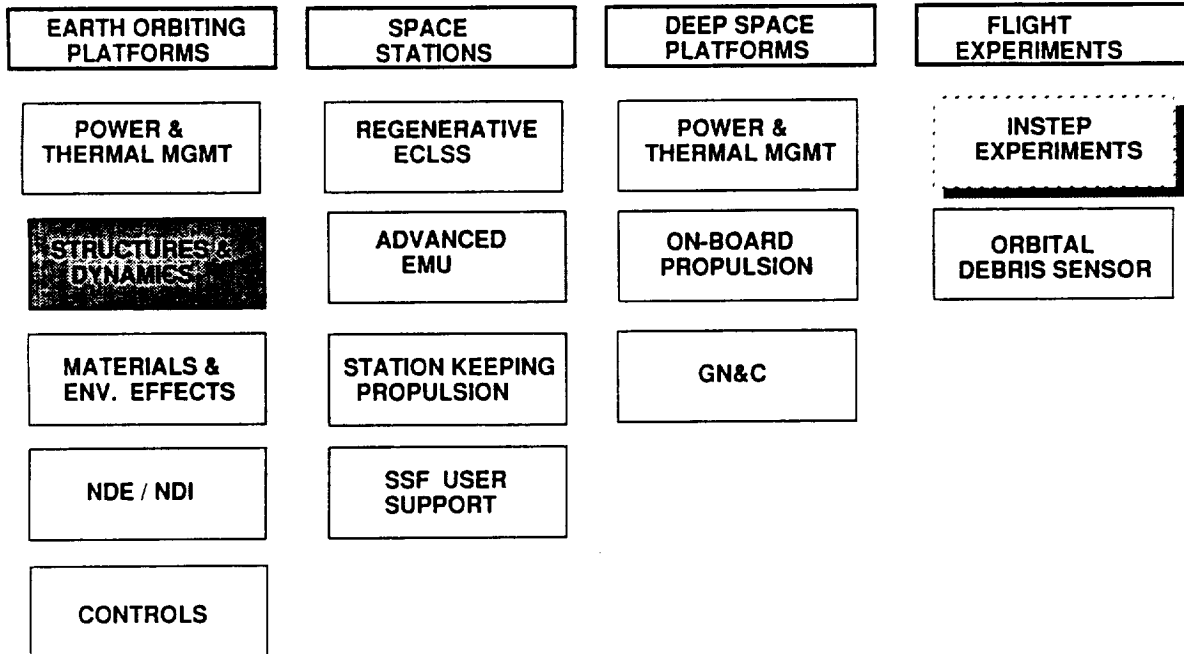 EARTH ORBITING
PLATFORMS
POWER &
THERMAL MGMT
STRUCTURES &
DYNAMICS
MATERIALS &
ENV. EFFECTS
NDE / NDI
CONTROLS
SPACE
STATIONS
REGENERATIVE
ECLSS
ADVANCED
EMU
STATION KEEPING
PROPULSION
SSF USER
SUPPORT
DEEP SPACE
PLATFORMS
POWER &
THERMAL MGMT
ON-BOARD
PROPULSION
GN&C
FLIGHT
EXPERIMENTS
INSTEP
EXPERIMENTS
ORBITAL
DEBRIS SENSOR